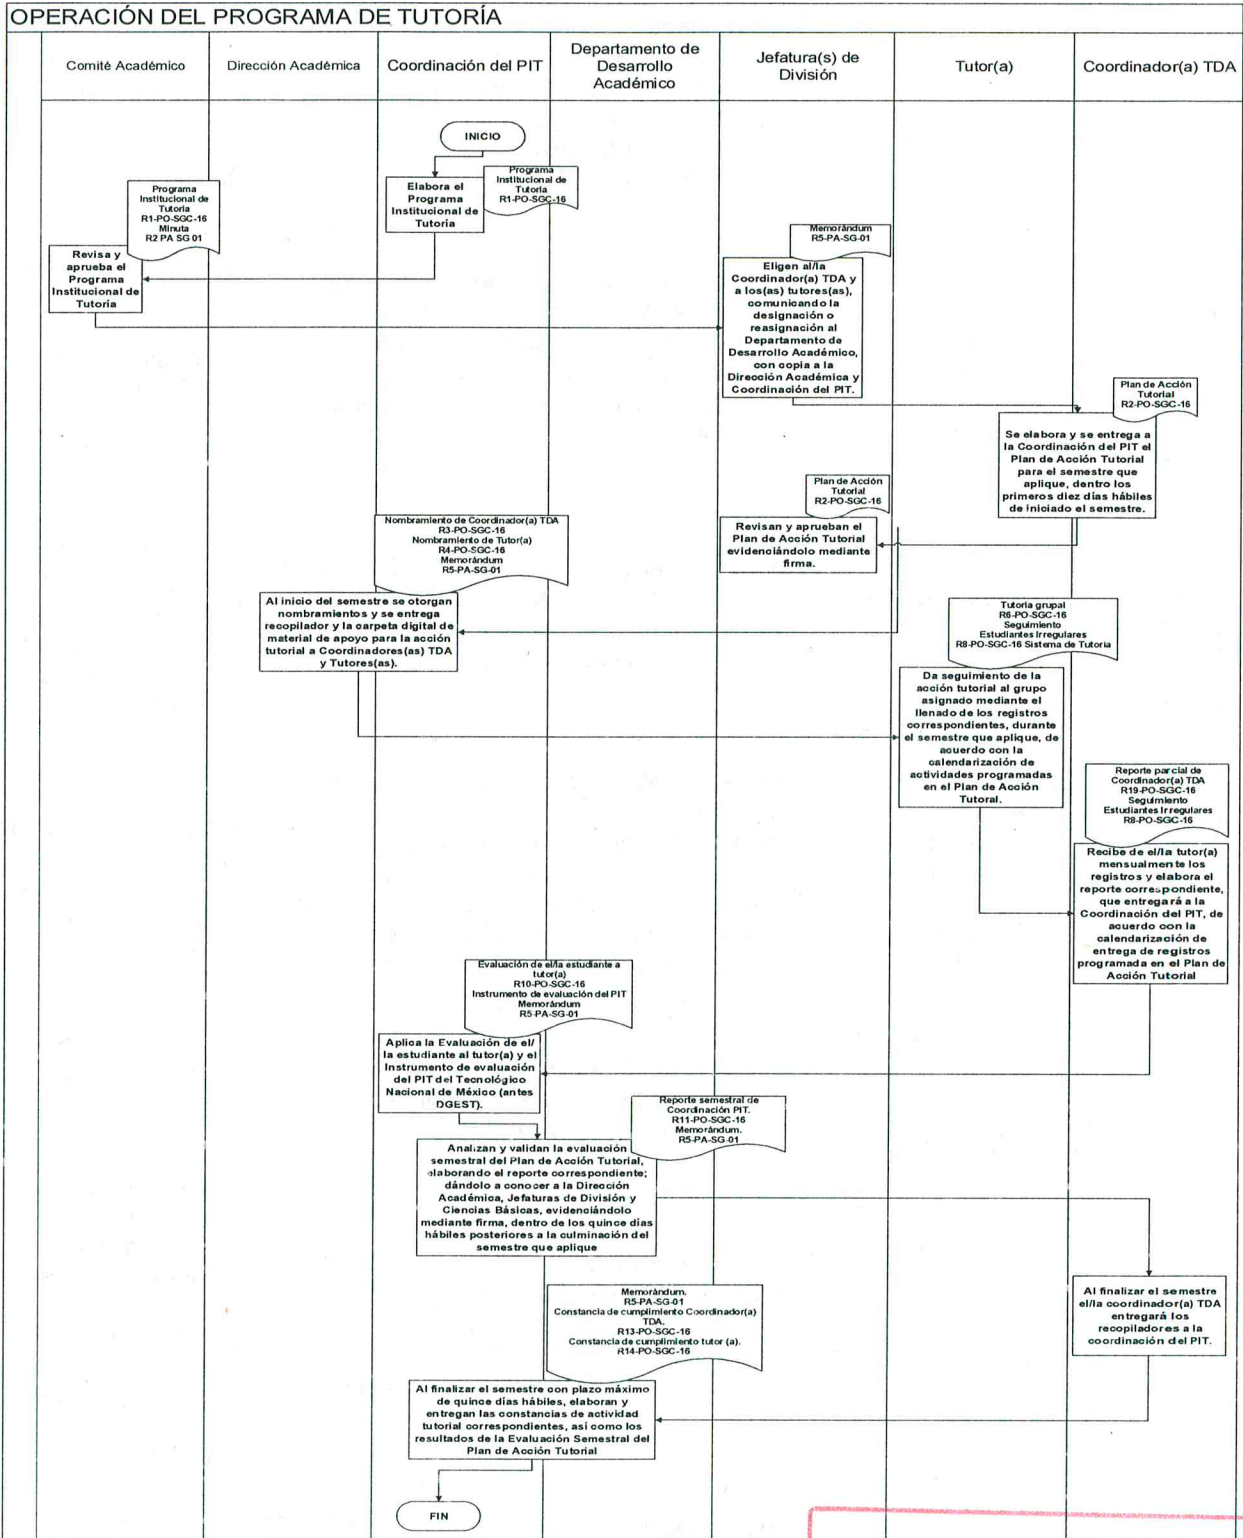 OPERACIÓN DEL PROGRAMA DE TUTORÍA
Comité Académico
Dirección Académica
Coordinación del PIT
Departamento de
Desarrollo
Académico
Jefatura(s) de
División
Tutor(a)
Coordinador(a) TDA
INICIO
Programa
Institucional de
Tutoría
R1-PO-SGC-16
Elabora el
Programa
Institucional de
Tutoría
Programa
Institucional de
Tutoría
R1-PO-SGC-16
Minuta
R2 PA SG 01
Revisa y
aprueba el
Programa
Institucional de
Tutoría
Memorándum
R5-PA-SG-01
Eligen al/la
Coordinador(a) TDA y
a los(as) tutores(as),
comunicando la
designación o
reasignación al
Departamento de
Desarrollo Académico,
con copia a la
Dirección Académica y
Coordinación del PIT.
Plan de Acción
Tutorial
R2-PO-SGC-16
Se elabora y se entrega a
la Coordinación del PIT el
Plan de Acción Tutorial
para el semestre que
aplique, dentro los
primeros diez días hábiles
de iniciado el semestre.
Plan de Acción
Tutorial
R2-PO-SGC-16
Revisan y aprueban el
Plan de Acción Tutorial
evidenciándolo mediante
firma.
Nombramiento de Coordinador(a) TDA
R3-PO-SGC-16
Nombramiento de Tutor(a)
R4-PO-SGC-16
Memorándum
R5-PA-SG-01
Al inicio del semestre se otorgan
nombramientos y se entrega
recopilador y la carpeta digital de
material de apoyo para la acción
tutorial a Coordinadores(as) TDA
y Tutores(as).
Tutoría grupal
R6-PO-SGC-16
Seguimiento
Estudiantes Irregulares
R8-PO-SGC-16 Sistema de Tutoría
Da seguimiento de la
acción tutorial al grupo
asignado mediante el
llenado de los registros
correspondientes, durante
el semestre que aplique, de
acuerdo con la
calendarización de
actividades programadas
en el Plan de Acción
Tutoral.
Reporte parcial de
Coordinador(a) TDA
R19-PO-SGC-16
Seguimiento
Estudiantes Irregulares
R8-PO-SGC-16
Recibe de el/la tutor(a)
mensualmente los
registros y elabora el
reporte correspondiente,
que entregará a la
Coordinación del PIT, de
acuerdo con la
calendarización de
entrega de registros
programada en el Plan de
Acción Tutorial
Evaluación de el/la estudiante a
tutor(a)
R10-PO-SGC-16
Instrumento de evaluación del PIT
Memorándum
R5-PA-SG-01
Aplica la Evaluación de el/
la estudiante al tutor(a) y el
Instrumento de evaluación
del PIT del Tecnológico
Nacional de México (antes
DGEST).
Reporte semestral de
Coordinación PIT.
R11-PO-SGC-16
Memorándum.
R5-PA-SG-01
Analizan y validan la evaluación
semestral del Plan de Acción Tutorial,
elaborando el reporte correspondiente;
dándolo a conocer a la Dirección
Académica, Jefaturas de División y
Ciencias Básicas, evidenciándolo
mediante firma, dentro de los quince días
hábiles posteriores a la culminación del
semestre que aplique
Al finalizar el semestre
el/la coordinador(a) TDA
entregará los
recopiladores a la
coordinación del PIT.
Memorándum.
R5-PA-SG-01
Constancia de cumplimiento Coordinador(a)
TDA.
R13-PO-SGC-16
Constancia de cumplimiento tutor (a).
R14-PO-SGC-16
Al finalizar el semestre con plazo máximo
de quince días hábiles, elaboran y
entregan las constancias de actividad
tutorial correspondientes, así como los
resultados de la Evaluación Semestral del
Plan de Acción Tutorial
FIN